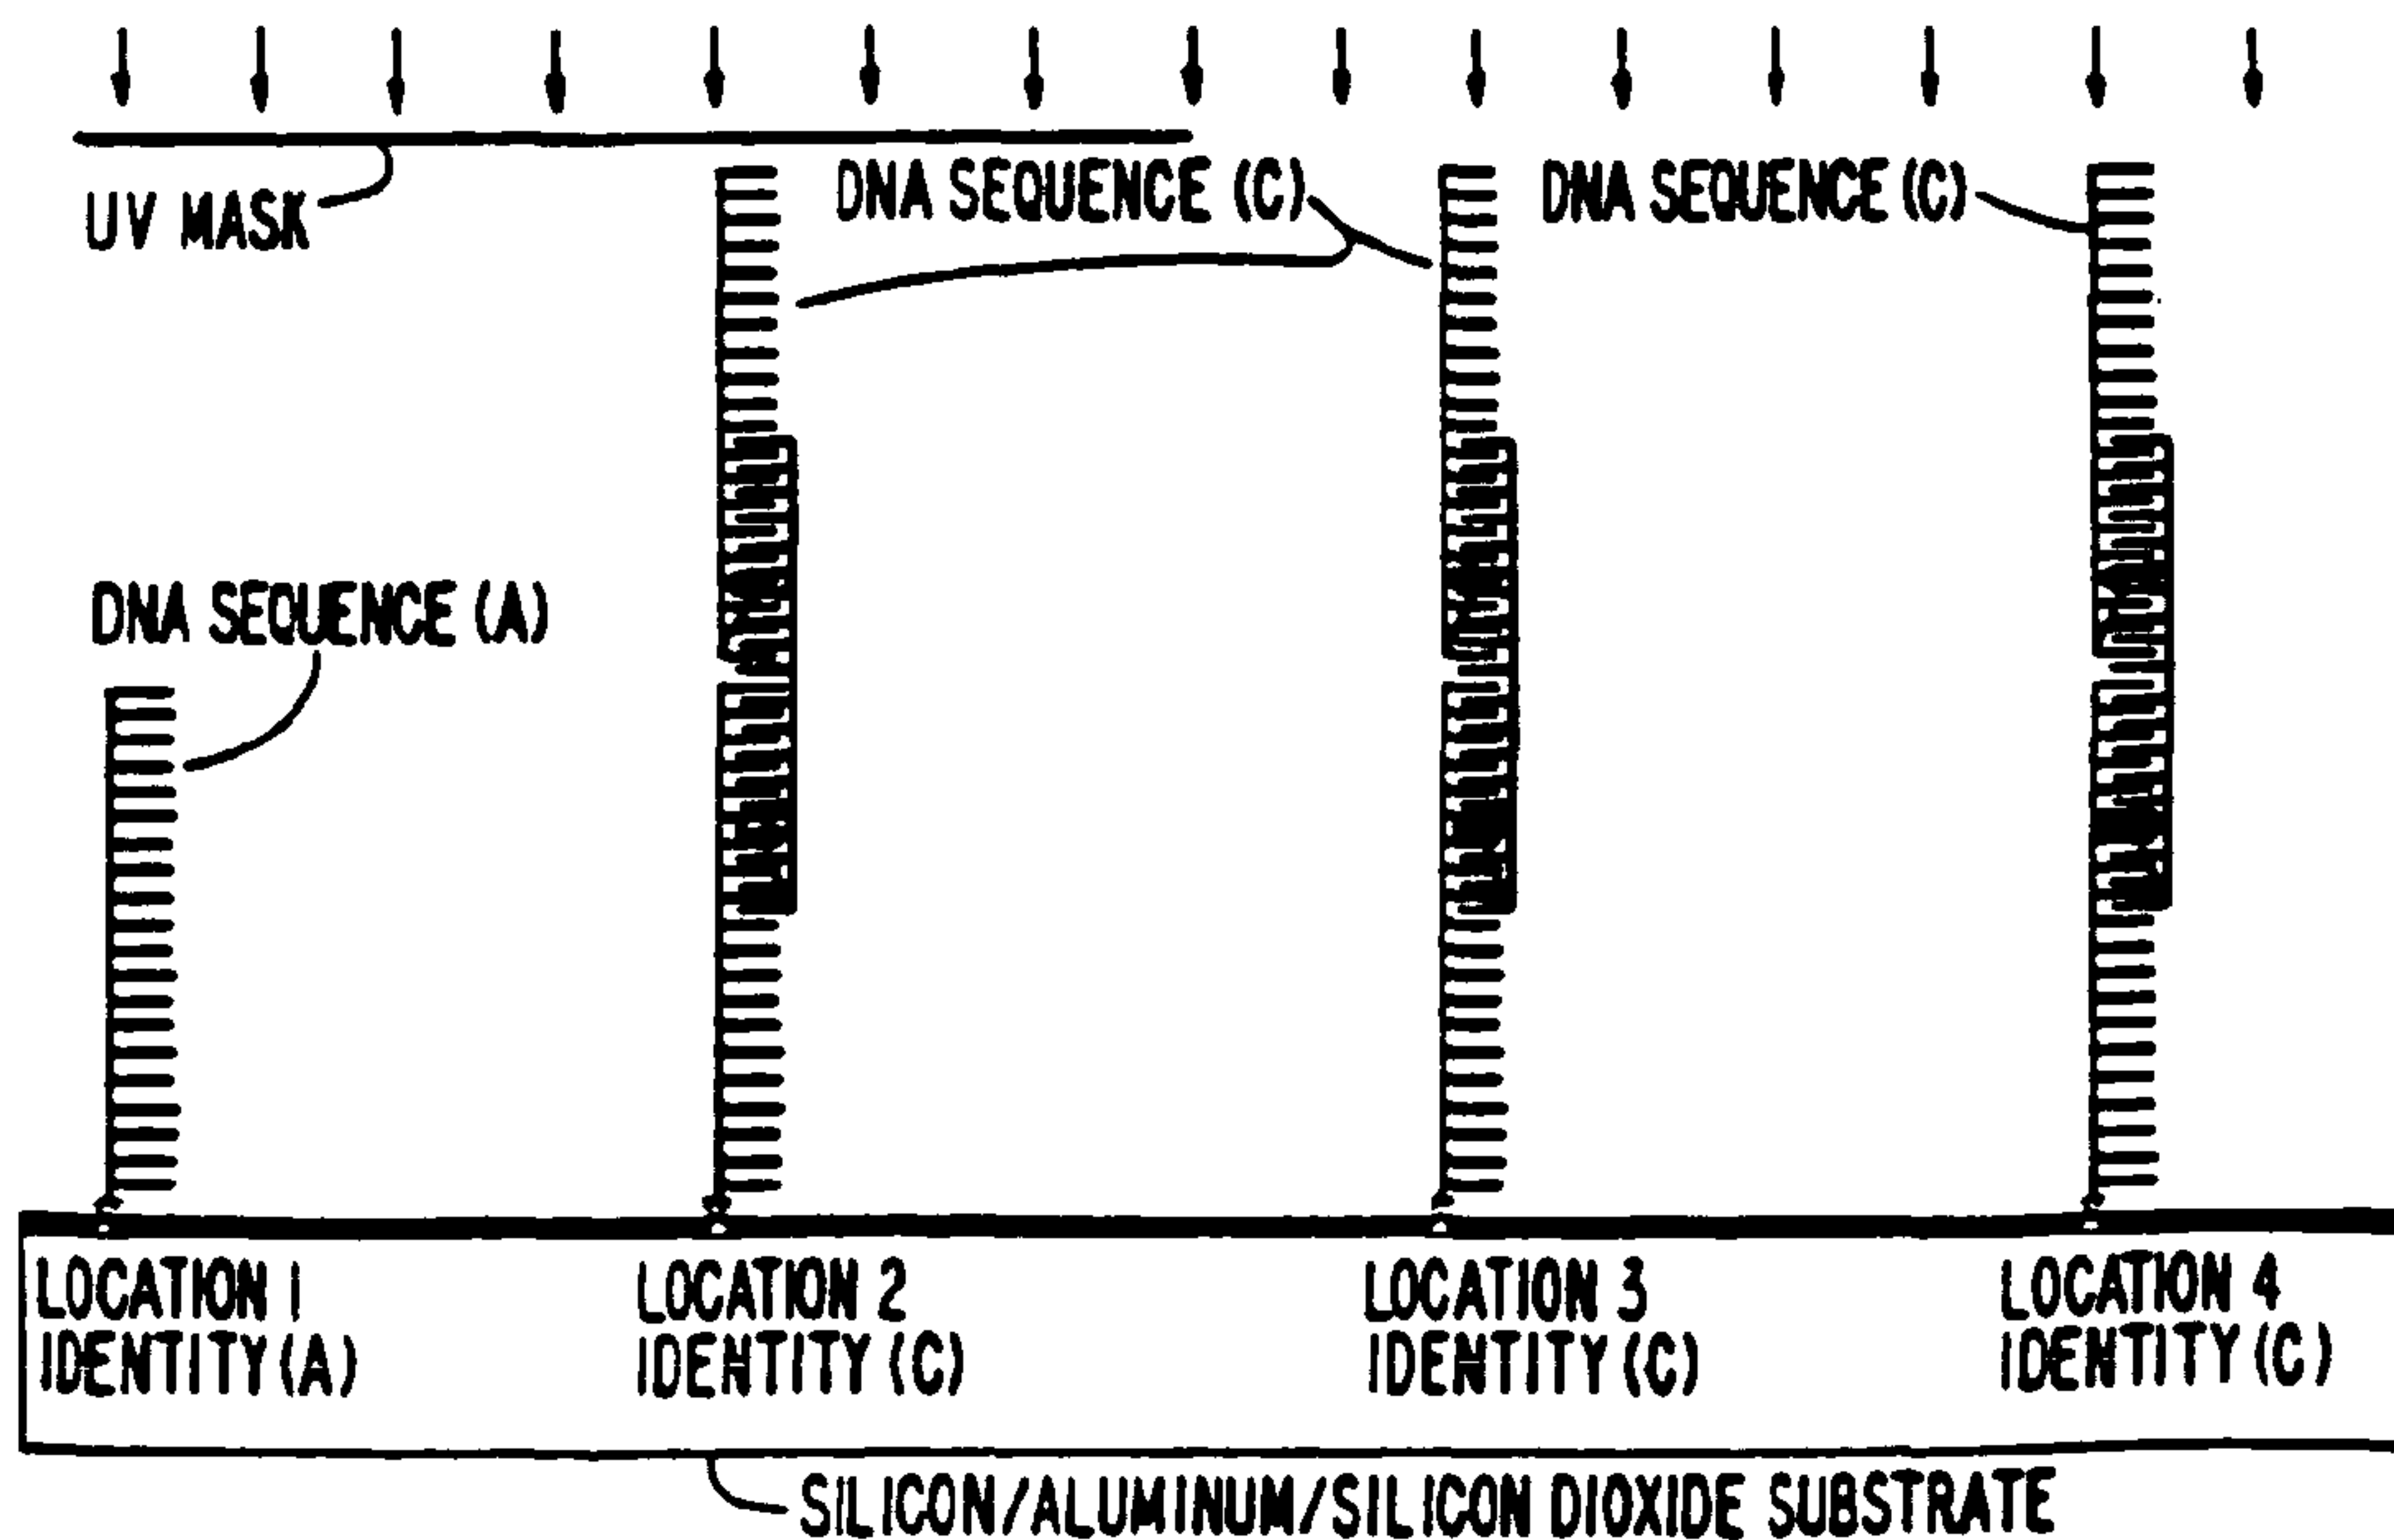 UV MASK
DNA SEQUENCE (C)
DNA SEQUENCE (C)
DNA SEQUENCE (A)
LOCATION 1
IDENTITY (A)
LOCATION 2
IDENTITY (C)
LOCATION 3
IDENTITY (C)
LOCATION 4
IDENTITY (C)
SILICON/ALUMINUM/SILICON DIOXIDE SUBSTRATE